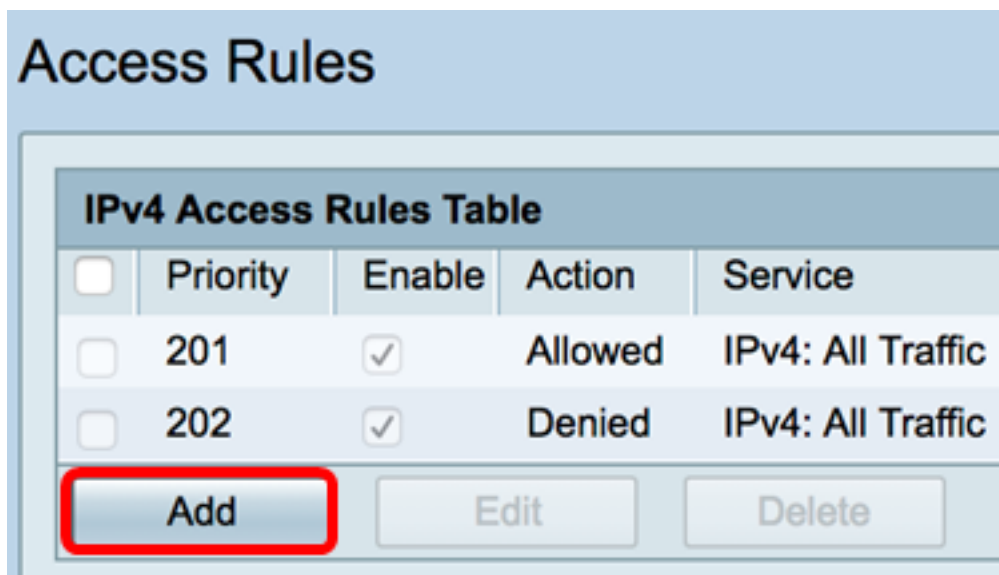 Access Rules
IPv4 Access Rules Table
Priority Enable Action Service
201 Allowed IPv4: All Traffic
202 Denied IPv4: All Traffic
Add Edit Delete